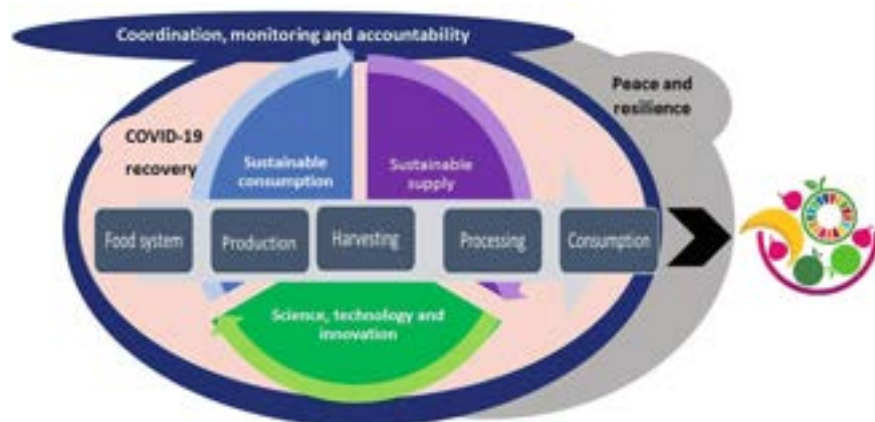 Coordination, monitoring and accountability
Peace and
resilience
COVID-19
recovery
Sustainable
consumption
Sustainable
supply
Food system
Production
Harvesting
Processing
Consumption
Science, technology and
innovation